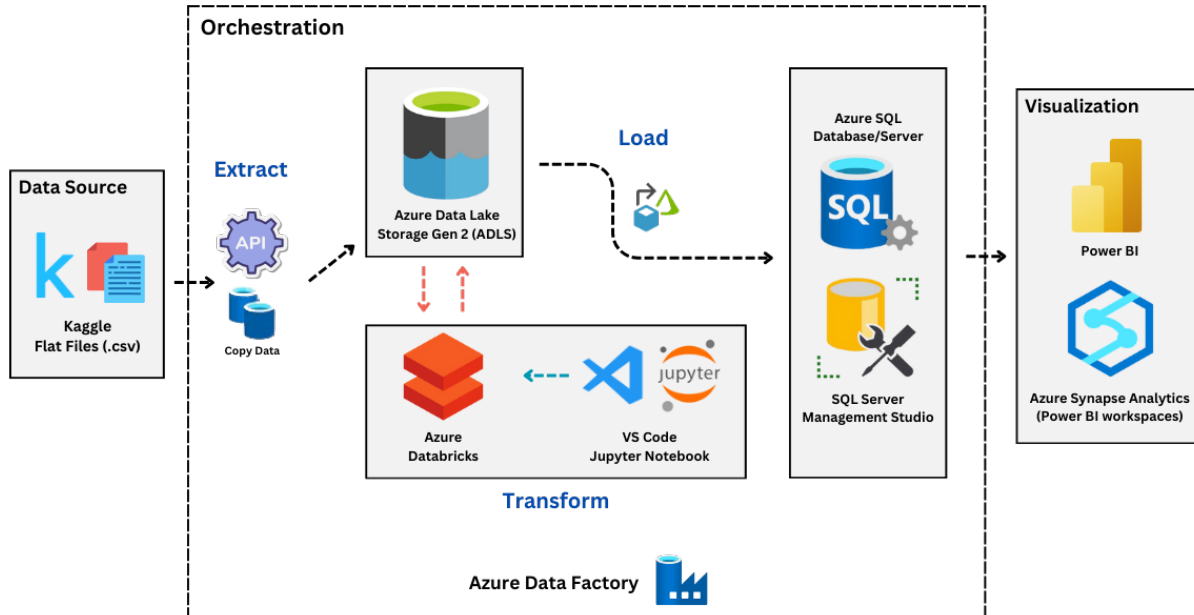 Orchestration
Data Source
k
Kaggle
Flat Files (.csv)
Extract
API
Copy Data
Azure Data Lake
Storage Gen 2 (ADLS)
Load
Azure
Databricks
jupyter
VS Code
Jupyter Notebook
Transform
Azure SQL
Database/Server
SQL
SQL Server
Management Studio
Visualization
Power BI
Azure Synapse Analytics
(Power BI workspaces)
Azure Data Factory